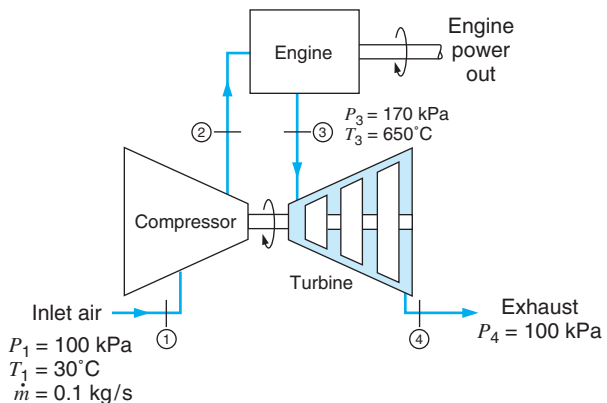 Engine
power
out
Engine
②
③
P₃ = 170 kPa
T₃ = 650°C
Compressor
Turbine
Inlet air
①
P₁ = 100 kPa
T₁ = 30°C
ṁ = 0.1 kg/s
④
Exhaust
P₄ = 100 kPa